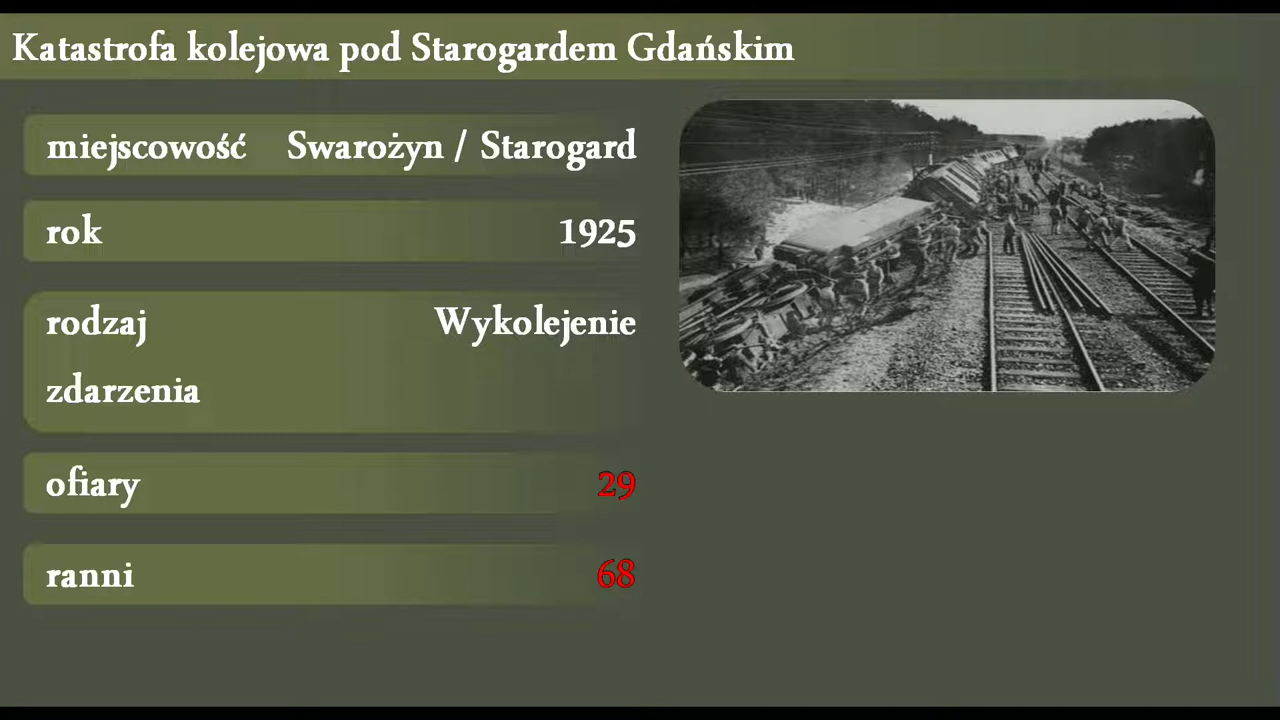 Katastrofa kolejowa pod Starogardem Gdańskim
miejscowość Swarożyn / Starogard
rok 1925
rodzaj Wykolejenie
zdarzenia
ofiary 29
ranni 68